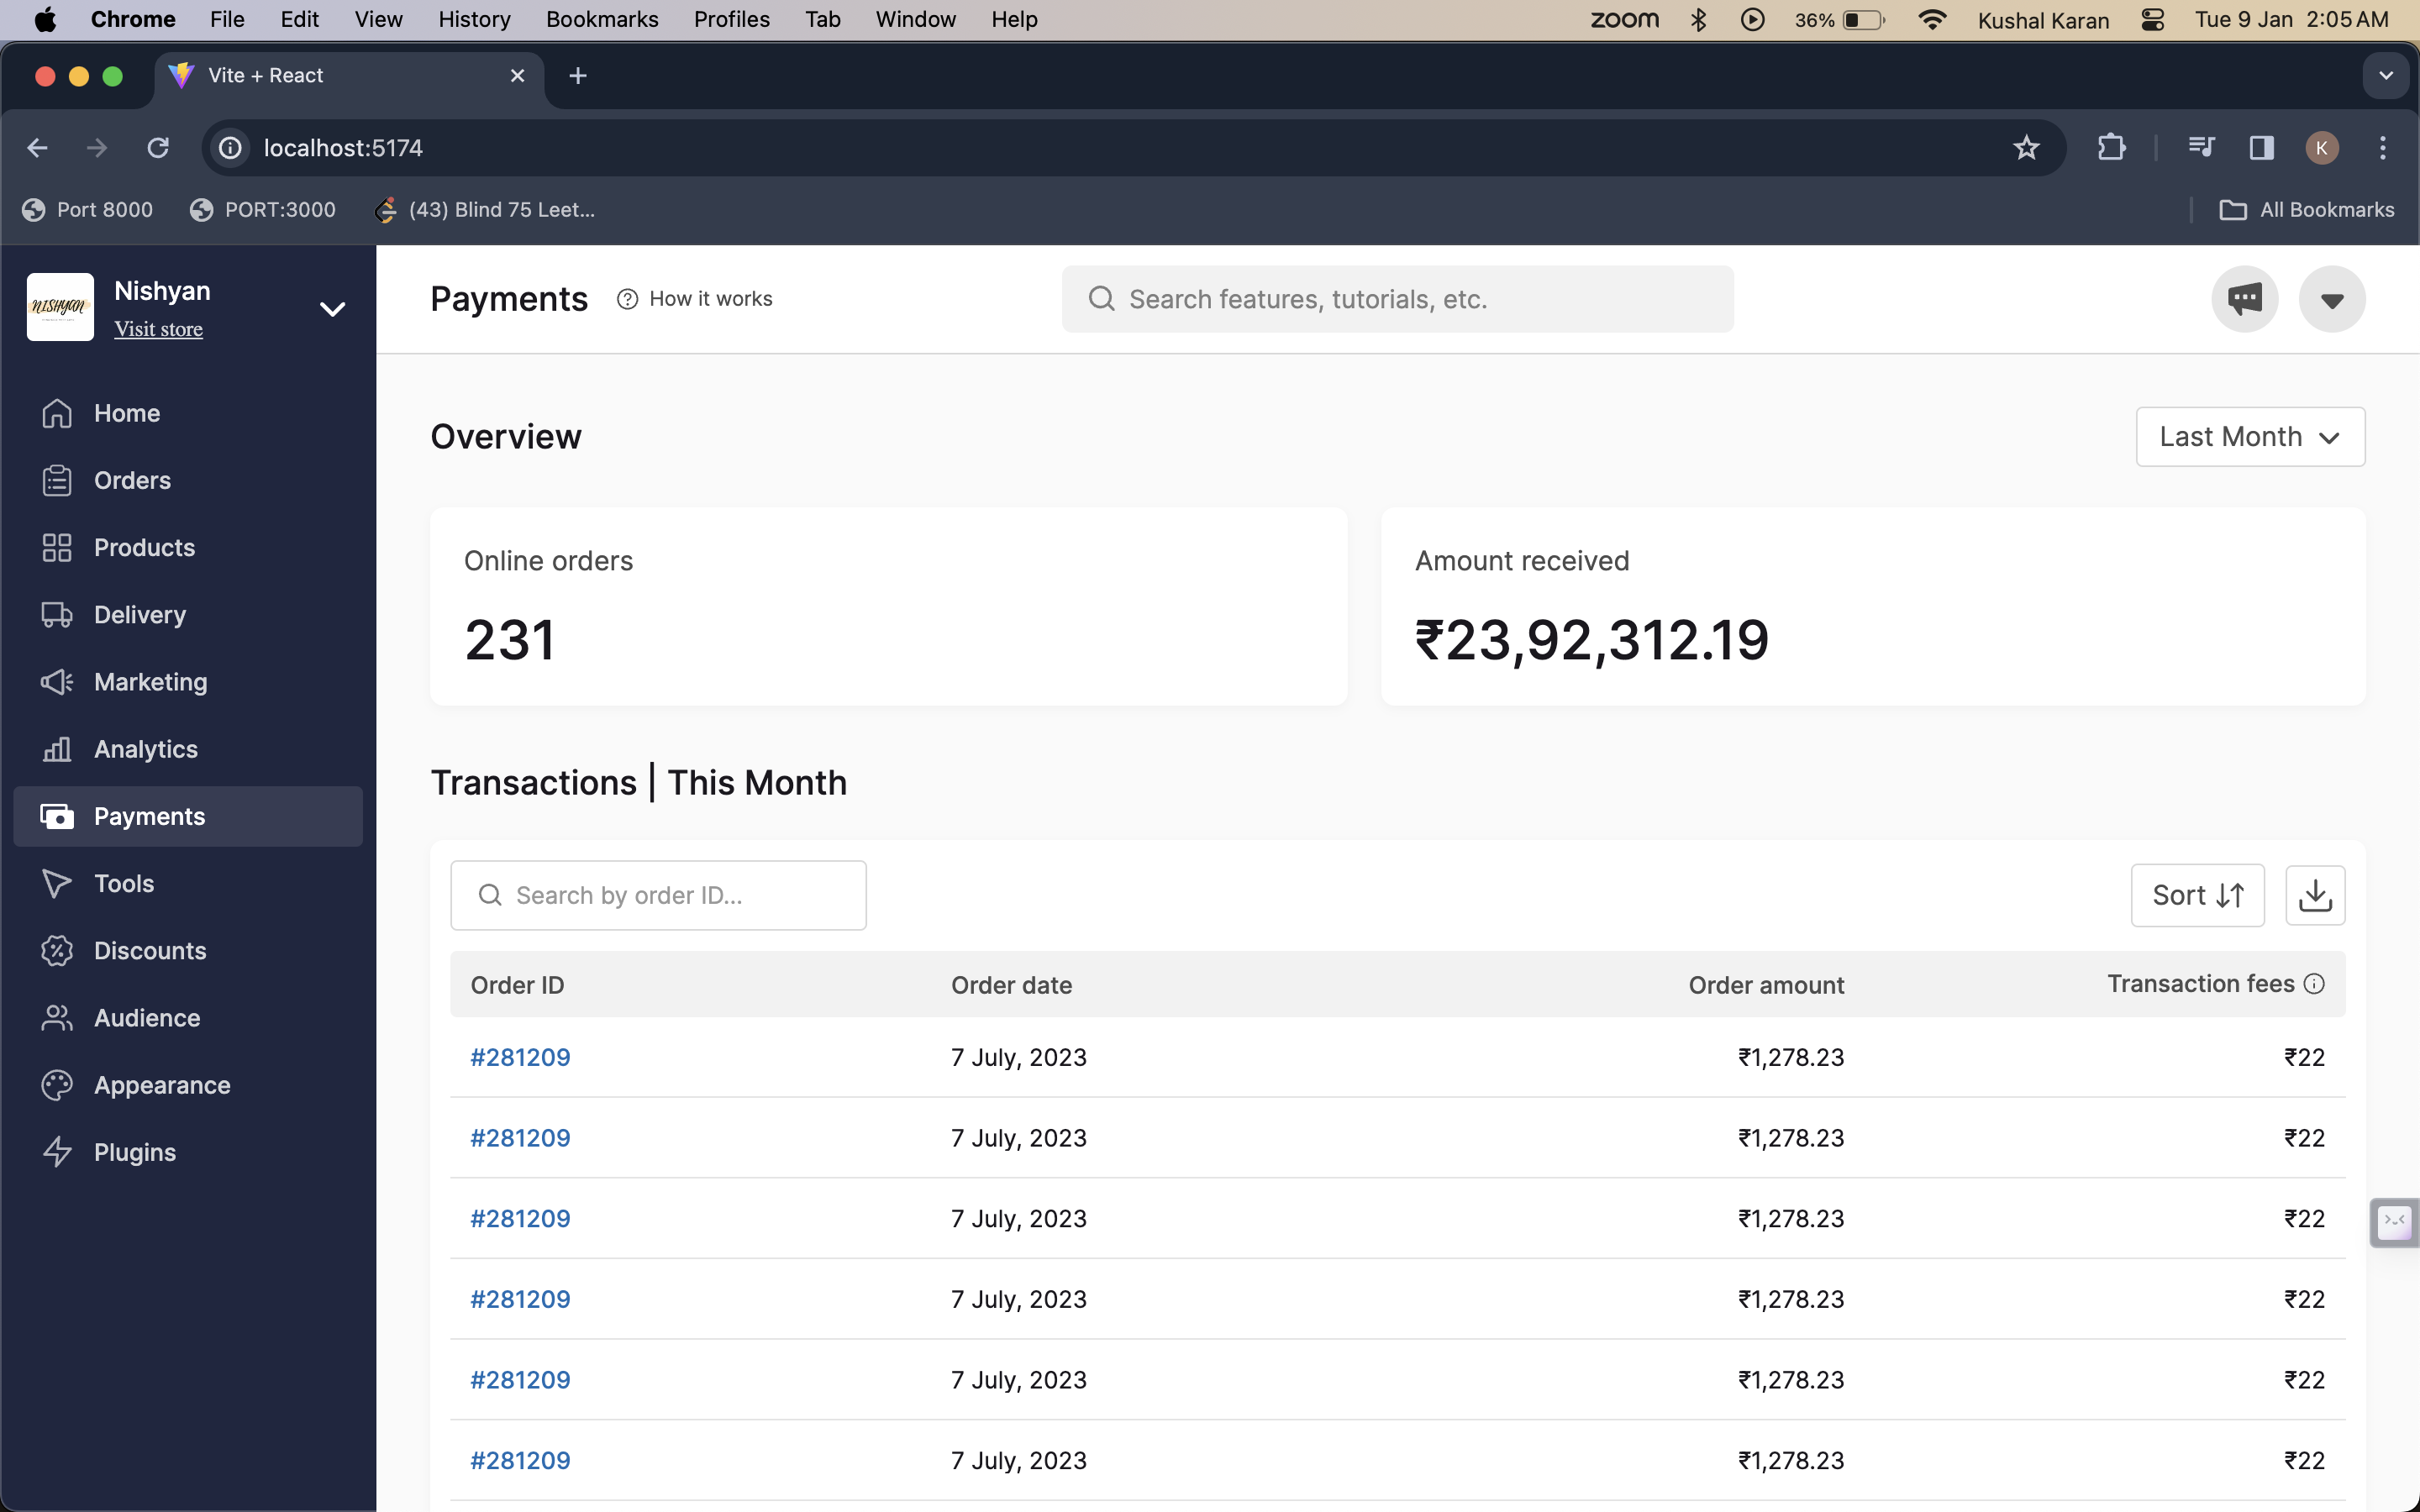 Chrome File Edit View History Bookmarks Profiles Tab Window Help zoom 36% Kushal Karan Tue 9 Jan 2:05 AM
Vite + React
localhost:5174 K
Port 8000 PORT:3000 (43) Blind 75 Leet... All Bookmarks
NISHYAN
Nishyan
Visit store
Payments How it works Search features, tutorials, etc.
Home
Orders
Products
Delivery
Marketing
Analytics
Payments
Tools
Discounts
Audience
Appearance
Plugins
Overview Last Month
Online orders
231
Amount received
₹23,92,312.19
Transactions | This Month
Search by order ID... Sort
Order ID Order date Order amount Transaction fees
#281209 7 July, 2023 ₹1,278.23 ₹22
#281209 7 July, 2023 ₹1,278.23 ₹22
#281209 7 July, 2023 ₹1,278.23 ₹22
#281209 7 July, 2023 ₹1,278.23 ₹22
#281209 7 July, 2023 ₹1,278.23 ₹22
#281209 7 July, 2023 ₹1,278.23 ₹22